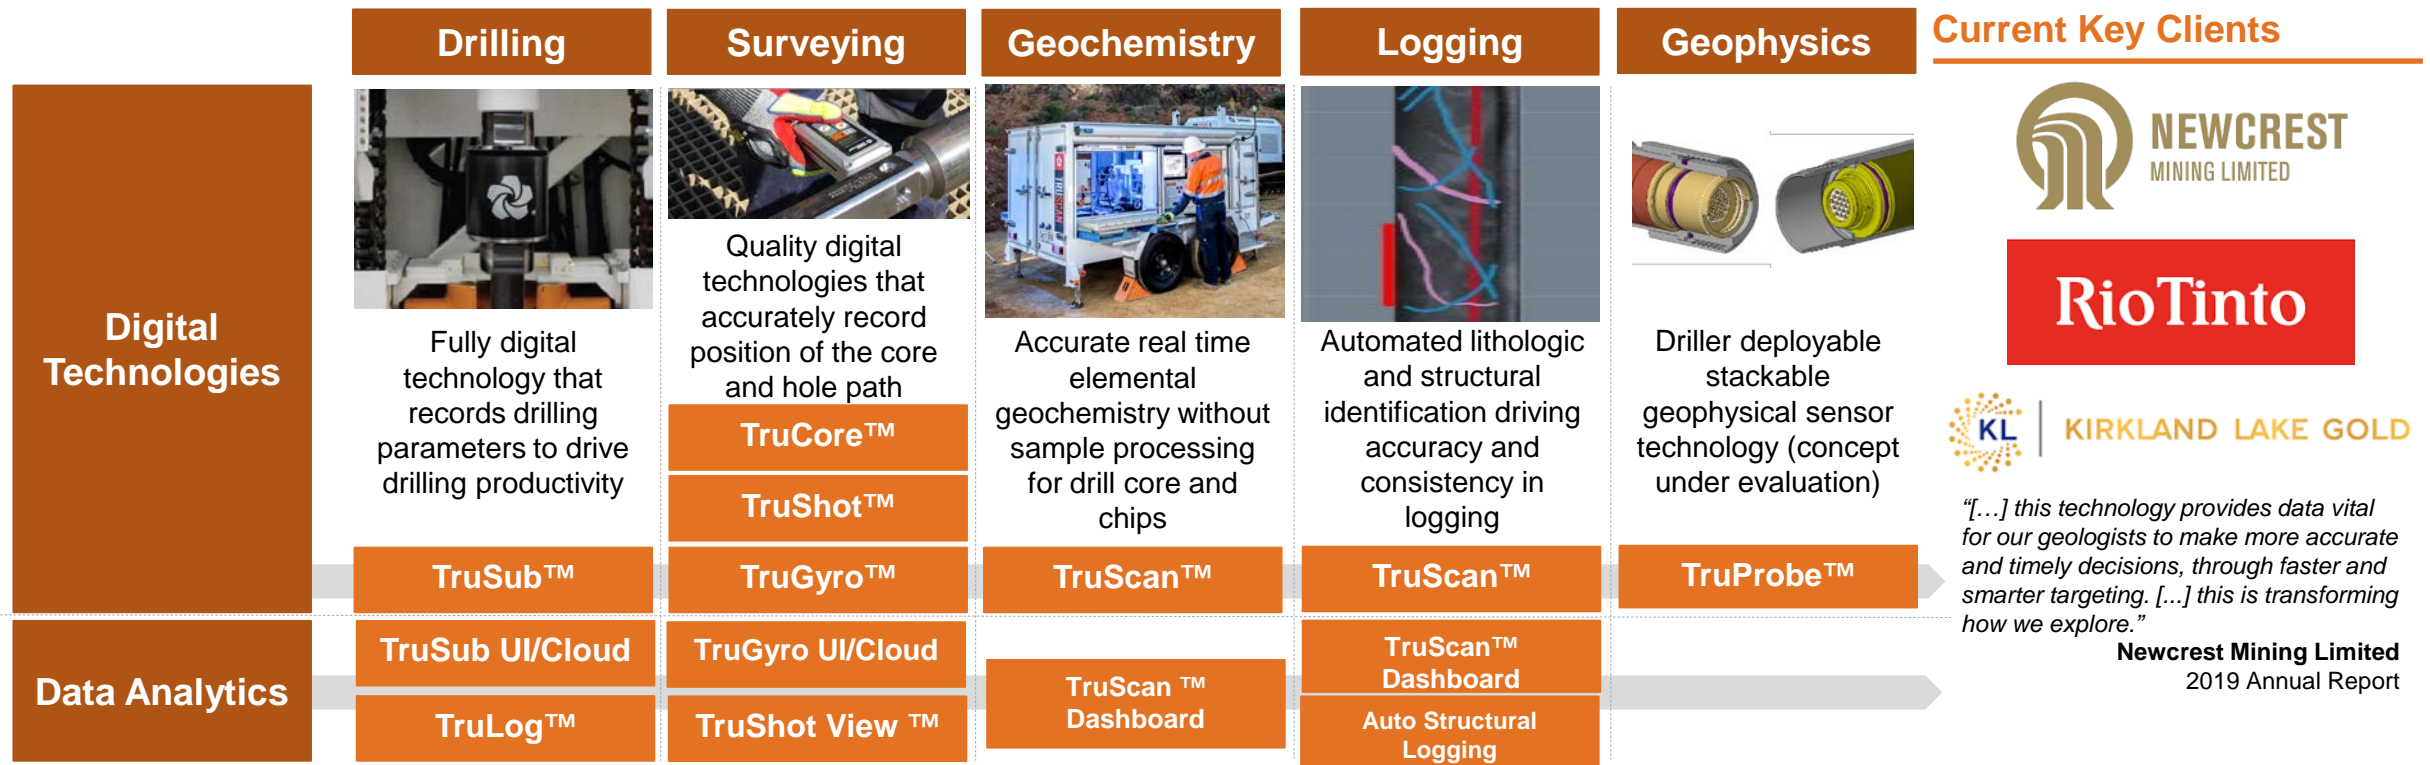 Drilling
Surveying
Geochemistry
Logging
Geophysics
Current Key Clients
Digital
Technologies
Fully digital
technology that
records drilling
parameters to drive
drilling productivity
TruSub™
Quality digital
technologies that
accurately record
position of the core
and hole path
TruCore™
TruShot™
TruGyro™
TRUSCAN
Accurate real time
elemental
geochemistry without
sample processing
for drill core and
chips
TruScan™
Automated lithologic
and structural
identification driving
accuracy and
consistency in
logging
TruScan™
Driller deployable
stackable
geophysical sensor
technology (concept
under evaluation)
TruProbe™
Data Analytics
TruSub UI/Cloud
TruLog™
TruGyro UI/Cloud
TruShot View ™
TruScan ™
Dashboard
TruScan™
Dashboard
Auto Structural
Logging
NEWCREST
MINING LIMITED
RioTinto
KL
KIRKLAND LAKE GOLD
“[…] this technology provides data vital
for our geologists to make more accurate
and timely decisions, through faster and
smarter targeting. [...] this is transforming
how we explore.”
Newcrest Mining Limited
2019 Annual Report